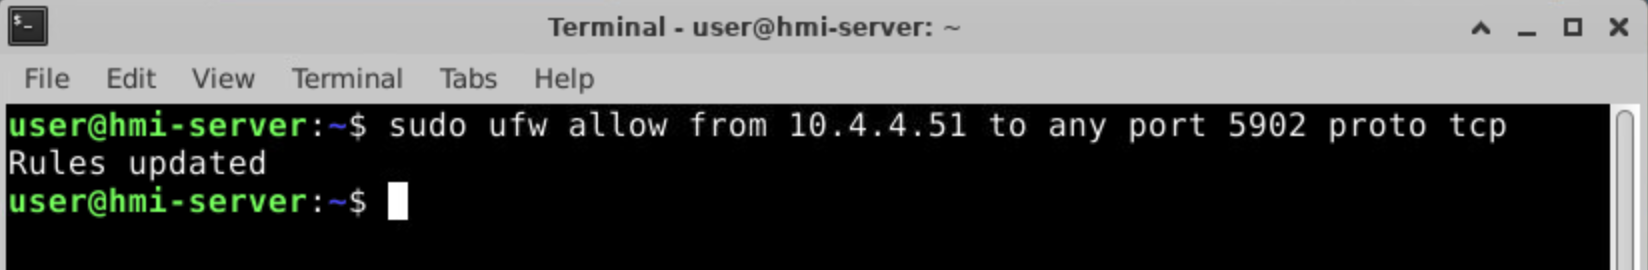 Terminal - user@hmi-server: ~
File Edit View Terminal Tabs Help
user@hmi-server:~$ sudo ufw allow from 10.4.4.51 to any port 5902 proto tcp
Rules updated
user@hmi-server:~$